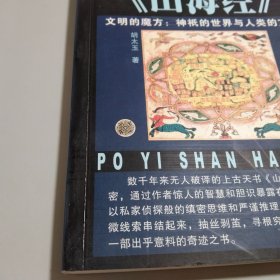 《山海经》
文明的魔方：神祇的世界与人类的
胡太玉 著
PO YI SHAN HA
数千年来无人破译的上古天书《山
密，通过作者惊人的智慧和胆识暴露在
以私家侦探般的缜密思维和严谨推理
微线索串结起来，抽丝剥茧，寻根究
一部出乎意料的奇迹之书。